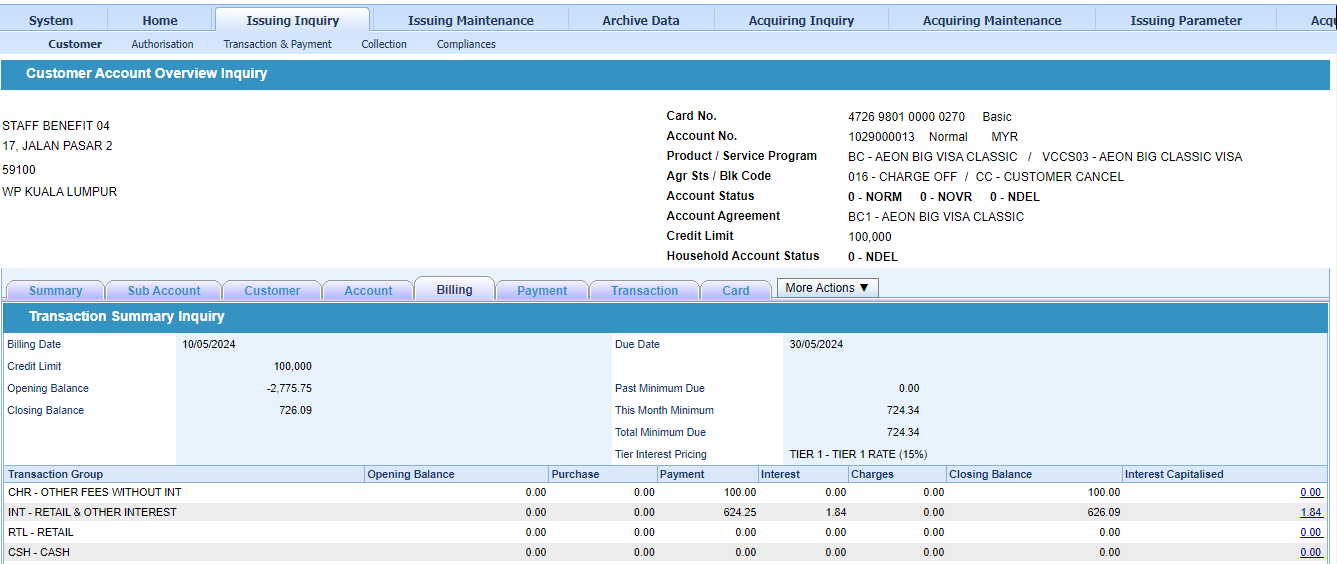 System Home Issuing Inquiry Issuing Maintenance Archive Data Acquiring Inquiry Acquiring Maintenance Issuing Parameter
Customer Authorisation Transaction & Payment Collection Compliances
Customer Account Overview Inquiry
STAFF BENEFIT 04
17, JALAN PASAR 2
59100
WP KUALA LUMPUR
Card No. 4726 9801 0000 0270 Basic
Account No. 1029000013 Normal MYR
Product / Service Program BC - AEON BIG VISA CLASSIC / VCCS03 - AEON BIG CLASSIC VISA
Agr Sts / Blk Code 016 - CHARGE OFF / CC - CUSTOMER CANCEL
Account Status 0 - NORM 0 - NOVR 0 - NDEL
Account Agreement BC1 - AEON BIG VISA CLASSIC
Credit Limit 100,000
Household Account Status 0 - NDEL
Summary Sub Account Customer Account Billing Payment Transaction Card More Actions ▼
Transaction Summary Inquiry
Billing Date 10/05/2024 Due Date 30/05/2024
Credit Limit 100,000
Opening Balance -2,775.75 Past Minimum Due 0.00
Closing Balance 726.09 This Month Minimum 724.34
Total Minimum Due 724.34
Tier Interest Pricing TIER 1 - TIER 1 RATE (15%)
Transaction Group Opening Balance Purchase Payment Interest Charges Closing Balance Interest Capitalised
CHR - OTHER FEES WITHOUT INT 0.00 0.00 100.00 0.00 0.00 100.00 0.00
INT - RETAIL & OTHER INTEREST 0.00 0.00 624.25 1.84 0.00 626.09 1.84
RTL - RETAIL 0.00 0.00 0.00 0.00 0.00 0.00 0.00
CSH - CASH 0.00 0.00 0.00 0.00 0.00 0.00 0.00